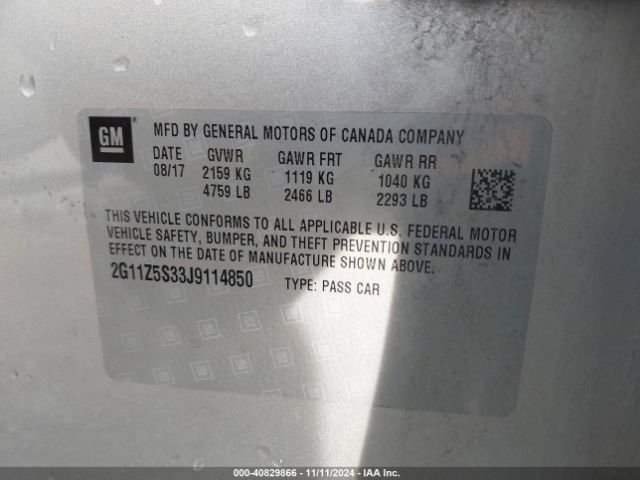 GM
MFD BY GENERAL MOTORS OF CANADA COMPANY
DATE GVWR GAWR FRT GAWR RR
08/17 2159 KG 1119 KG 1040 KG
4759 LB 2466 LB 2293 LB
THIS VEHICLE CONFORMS TO ALL APPLICABLE U.S. FEDERAL MOTOR
VEHICLE SAFETY, BUMPER, AND THEFT PREVENTION STANDARDS IN
EFFECT ON THE DATE OF MANUFACTURE SHOWN ABOVE.
2G11Z5S33J9114850 TYPE: PASS CAR
000-40829866 - 11/11/2024 - IAA Inc.